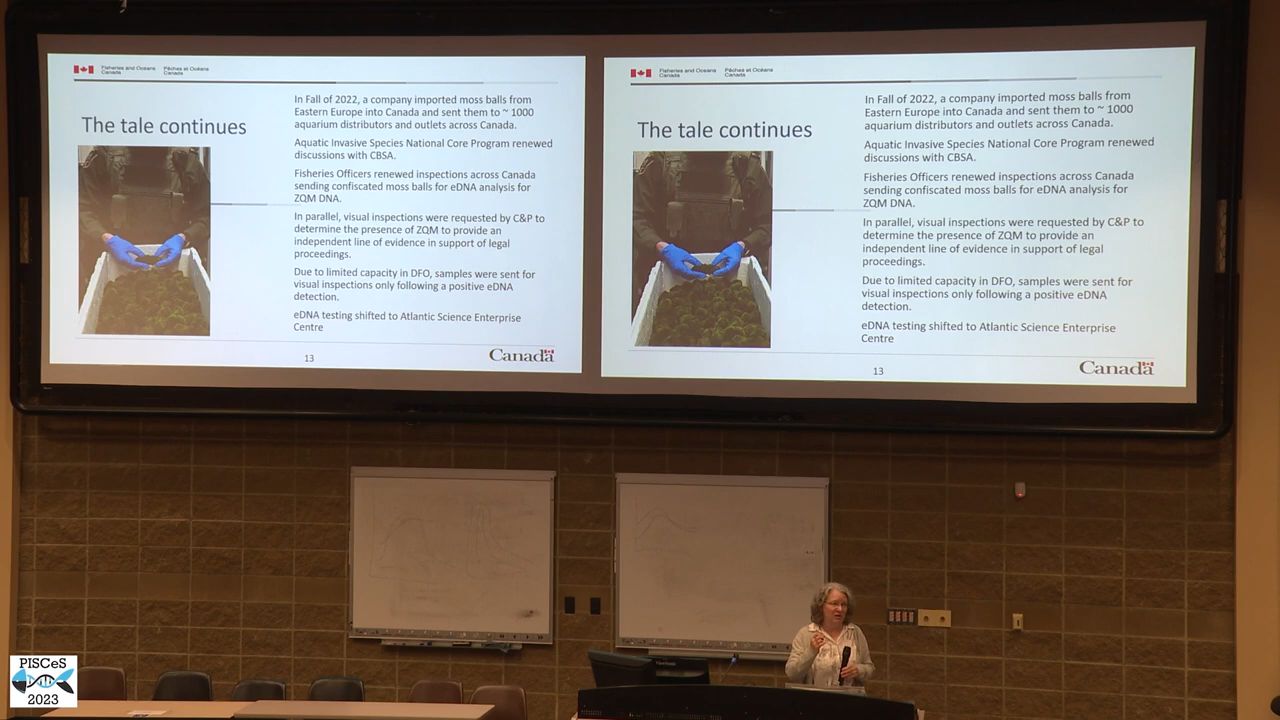 Fisheries and Oceans Pêches et Océans
Canada Canada
The tale continues
In Fall of 2022, a company imported moss balls from
Eastern Europe into Canada and sent them to ~ 1000
aquarium distributors and outlets across Canada.
Aquatic Invasive Species National Core Program renewed
discussions with CBSA.
Fisheries Officers renewed inspections across Canada
sending confiscated moss balls for eDNA analysis for
ZQM DNA.
In parallel, visual inspections were requested by C&P to
determine the presence of ZQM to provide an
independent line of evidence in support of legal
proceedings.
Due to limited capacity in DFO, samples were sent for
visual inspections only following a positive eDNA
detection.
eDNA testing shifted to Atlantic Science Enterprise
Centre
13
Canada
Fisheries and Oceans Pêches et Océans
Canada Canada
The tale continues
In Fall of 2022, a company imported moss balls from
Eastern Europe into Canada and sent them to ~ 1000
aquarium distributors and outlets across Canada.
Aquatic Invasive Species National Core Program renewed
discussions with CBSA.
Fisheries Officers renewed inspections across Canada
sending confiscated moss balls for eDNA analysis for
ZQM DNA.
In parallel, visual inspections were requested by C&P to
determine the presence of ZQM to provide an
independent line of evidence in support of legal
proceedings.
Due to limited capacity in DFO, samples were sent for
visual inspections only following a positive eDNA
detection.
eDNA testing shifted to Atlantic Science Enterprise
Centre
13
Canada
PISCeS
2023